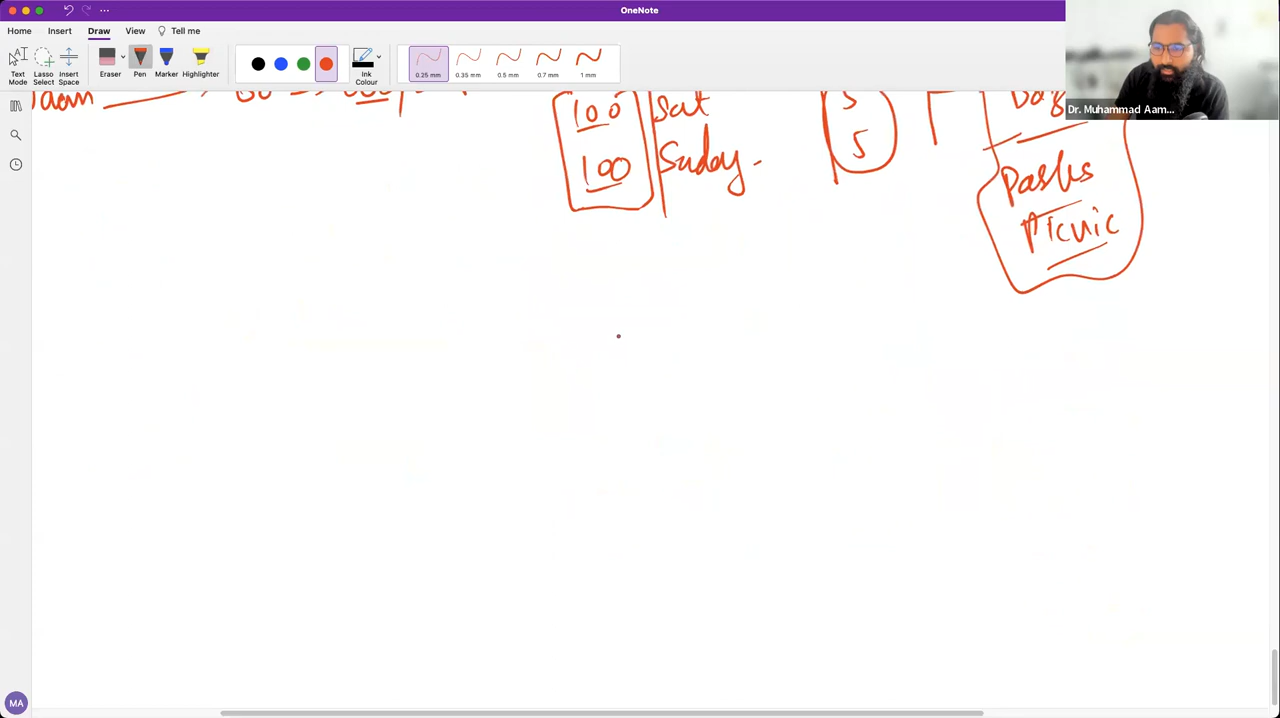 OneNote
Home Insert Draw View Tell me
Text Mode
Lasso Select
Insert Space
Eraser
Pen
Marker
Highlighter
Ink Colour
0.25 mm
0.35 mm
0.5 mm
0.7 mm
1 mm
Dr. Muhammad Aam...
100 Sat 5
100 Suday 5
Picnic
MA